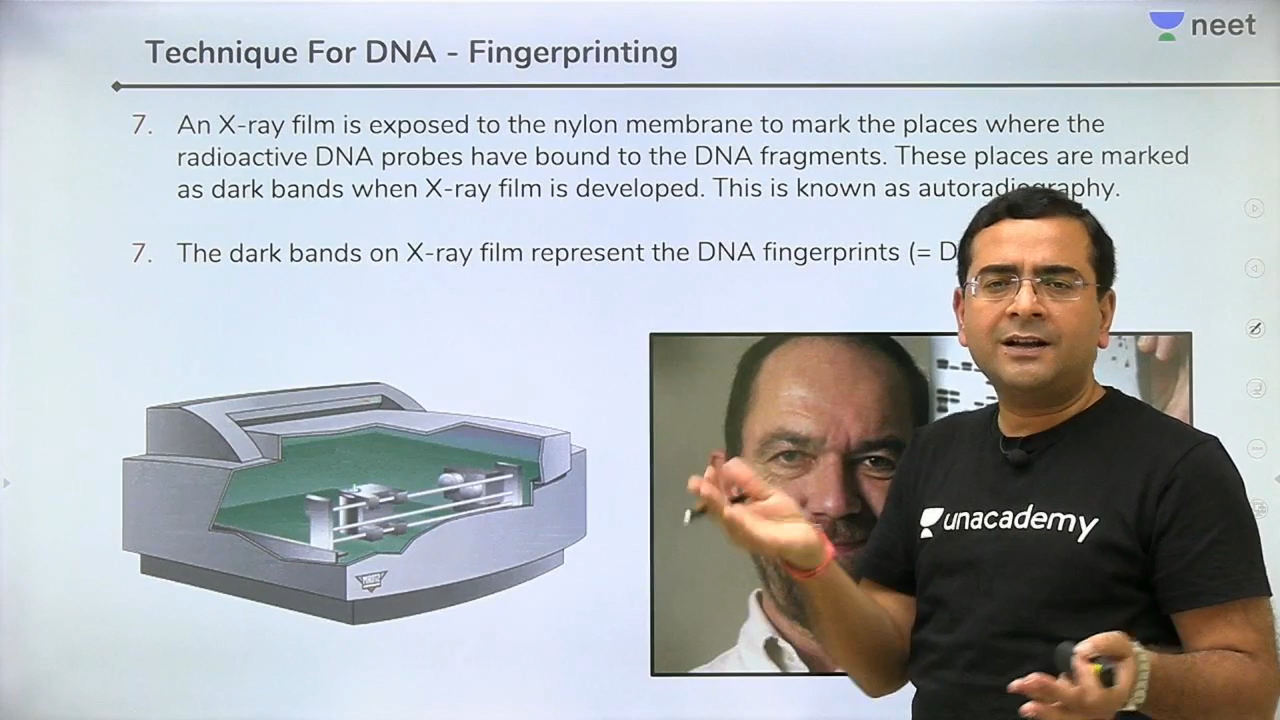 neet
Technique For DNA - Fingerprinting
7. An X-ray film is exposed to the nylon membrane to mark the places where the
radioactive DNA probes have bound to the DNA fragments. These places are marked
as dark bands when X-ray film is developed. This is known as autoradiography.
7. The dark bands on X-ray film represent the DNA fingerprints (= D
unacademy